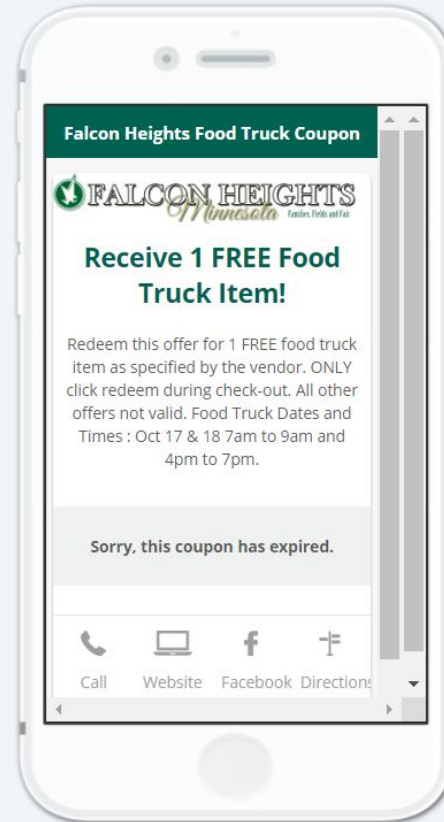 Falcon Heights Food Truck Coupon
FALCON HEIGHTS
Minnesota Families, Fields and Fair
Receive 1 FREE Food
Truck Item!
Redeem this offer for 1 FREE food truck
item as specified by the vendor. ONLY
click redeem during check-out. All other
offers not valid. Food Truck Dates and
Times : Oct 17 & 18 7am to 9am and
4pm to 7pm.
Sorry, this coupon has expired.
Call Website Facebook Directions